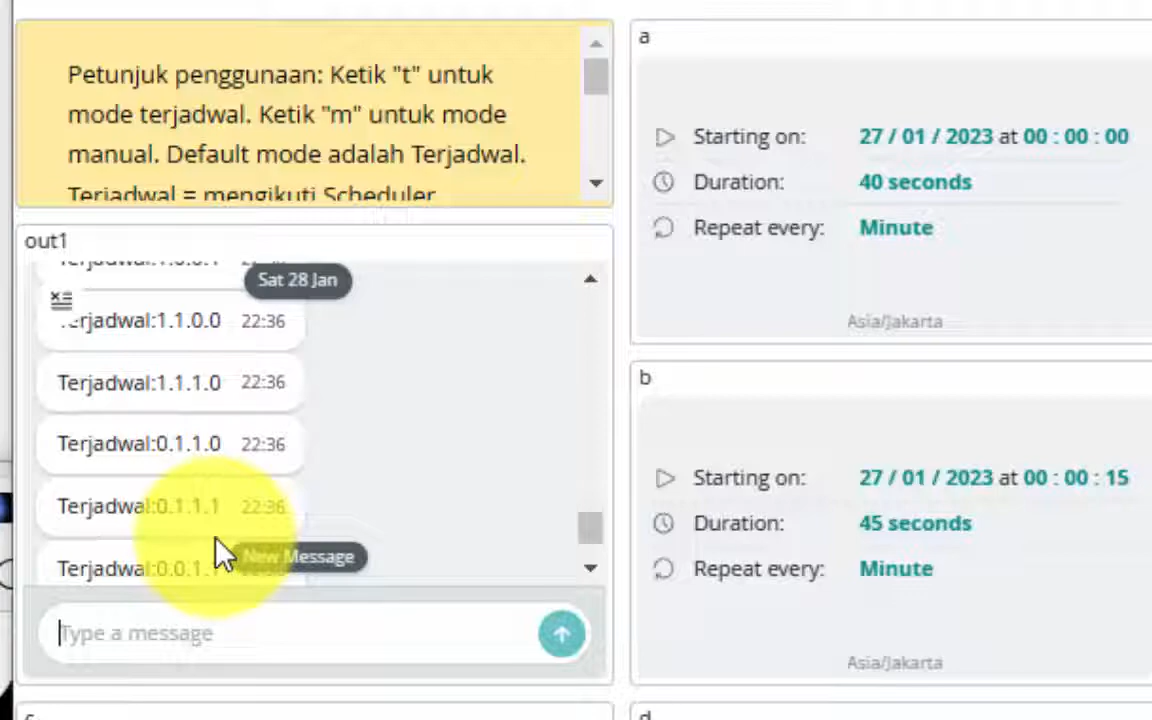 Petunjuk penggunaan: Ketik "t" untuk
mode terjadwal. Ketik "m" untuk mode
manual. Default mode adalah Terjadwal.
Terjadwal = mengikuti Scheduler
out1
Sat 28 Jan
Terjadwal:1.1.0.0 22:36
Terjadwal:1.1.1.0 22:36
Terjadwal:0.1.1.0 22:36
Terjadwal:0.1.1.1 22:36
New Message
Type a message
a
Starting on: 27 / 01 / 2023 at 00 : 00 : 00
Duration: 40 seconds
Repeat every: Minute
Asia/Jakarta
b
Starting on: 27 / 01 / 2023 at 00 : 00 : 15
Duration: 45 seconds
Repeat every: Minute
Asia/Jakarta